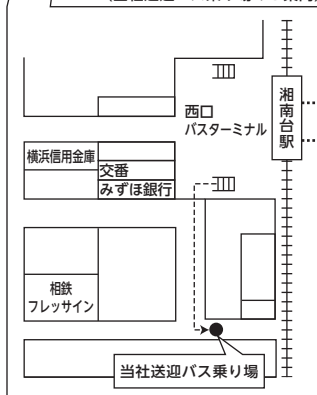 西口
バスターミナル
湘南台駅
横浜信用金庫
交番
みずほ銀行
相鉄
フレッサイン
当社送迎バス乗り場